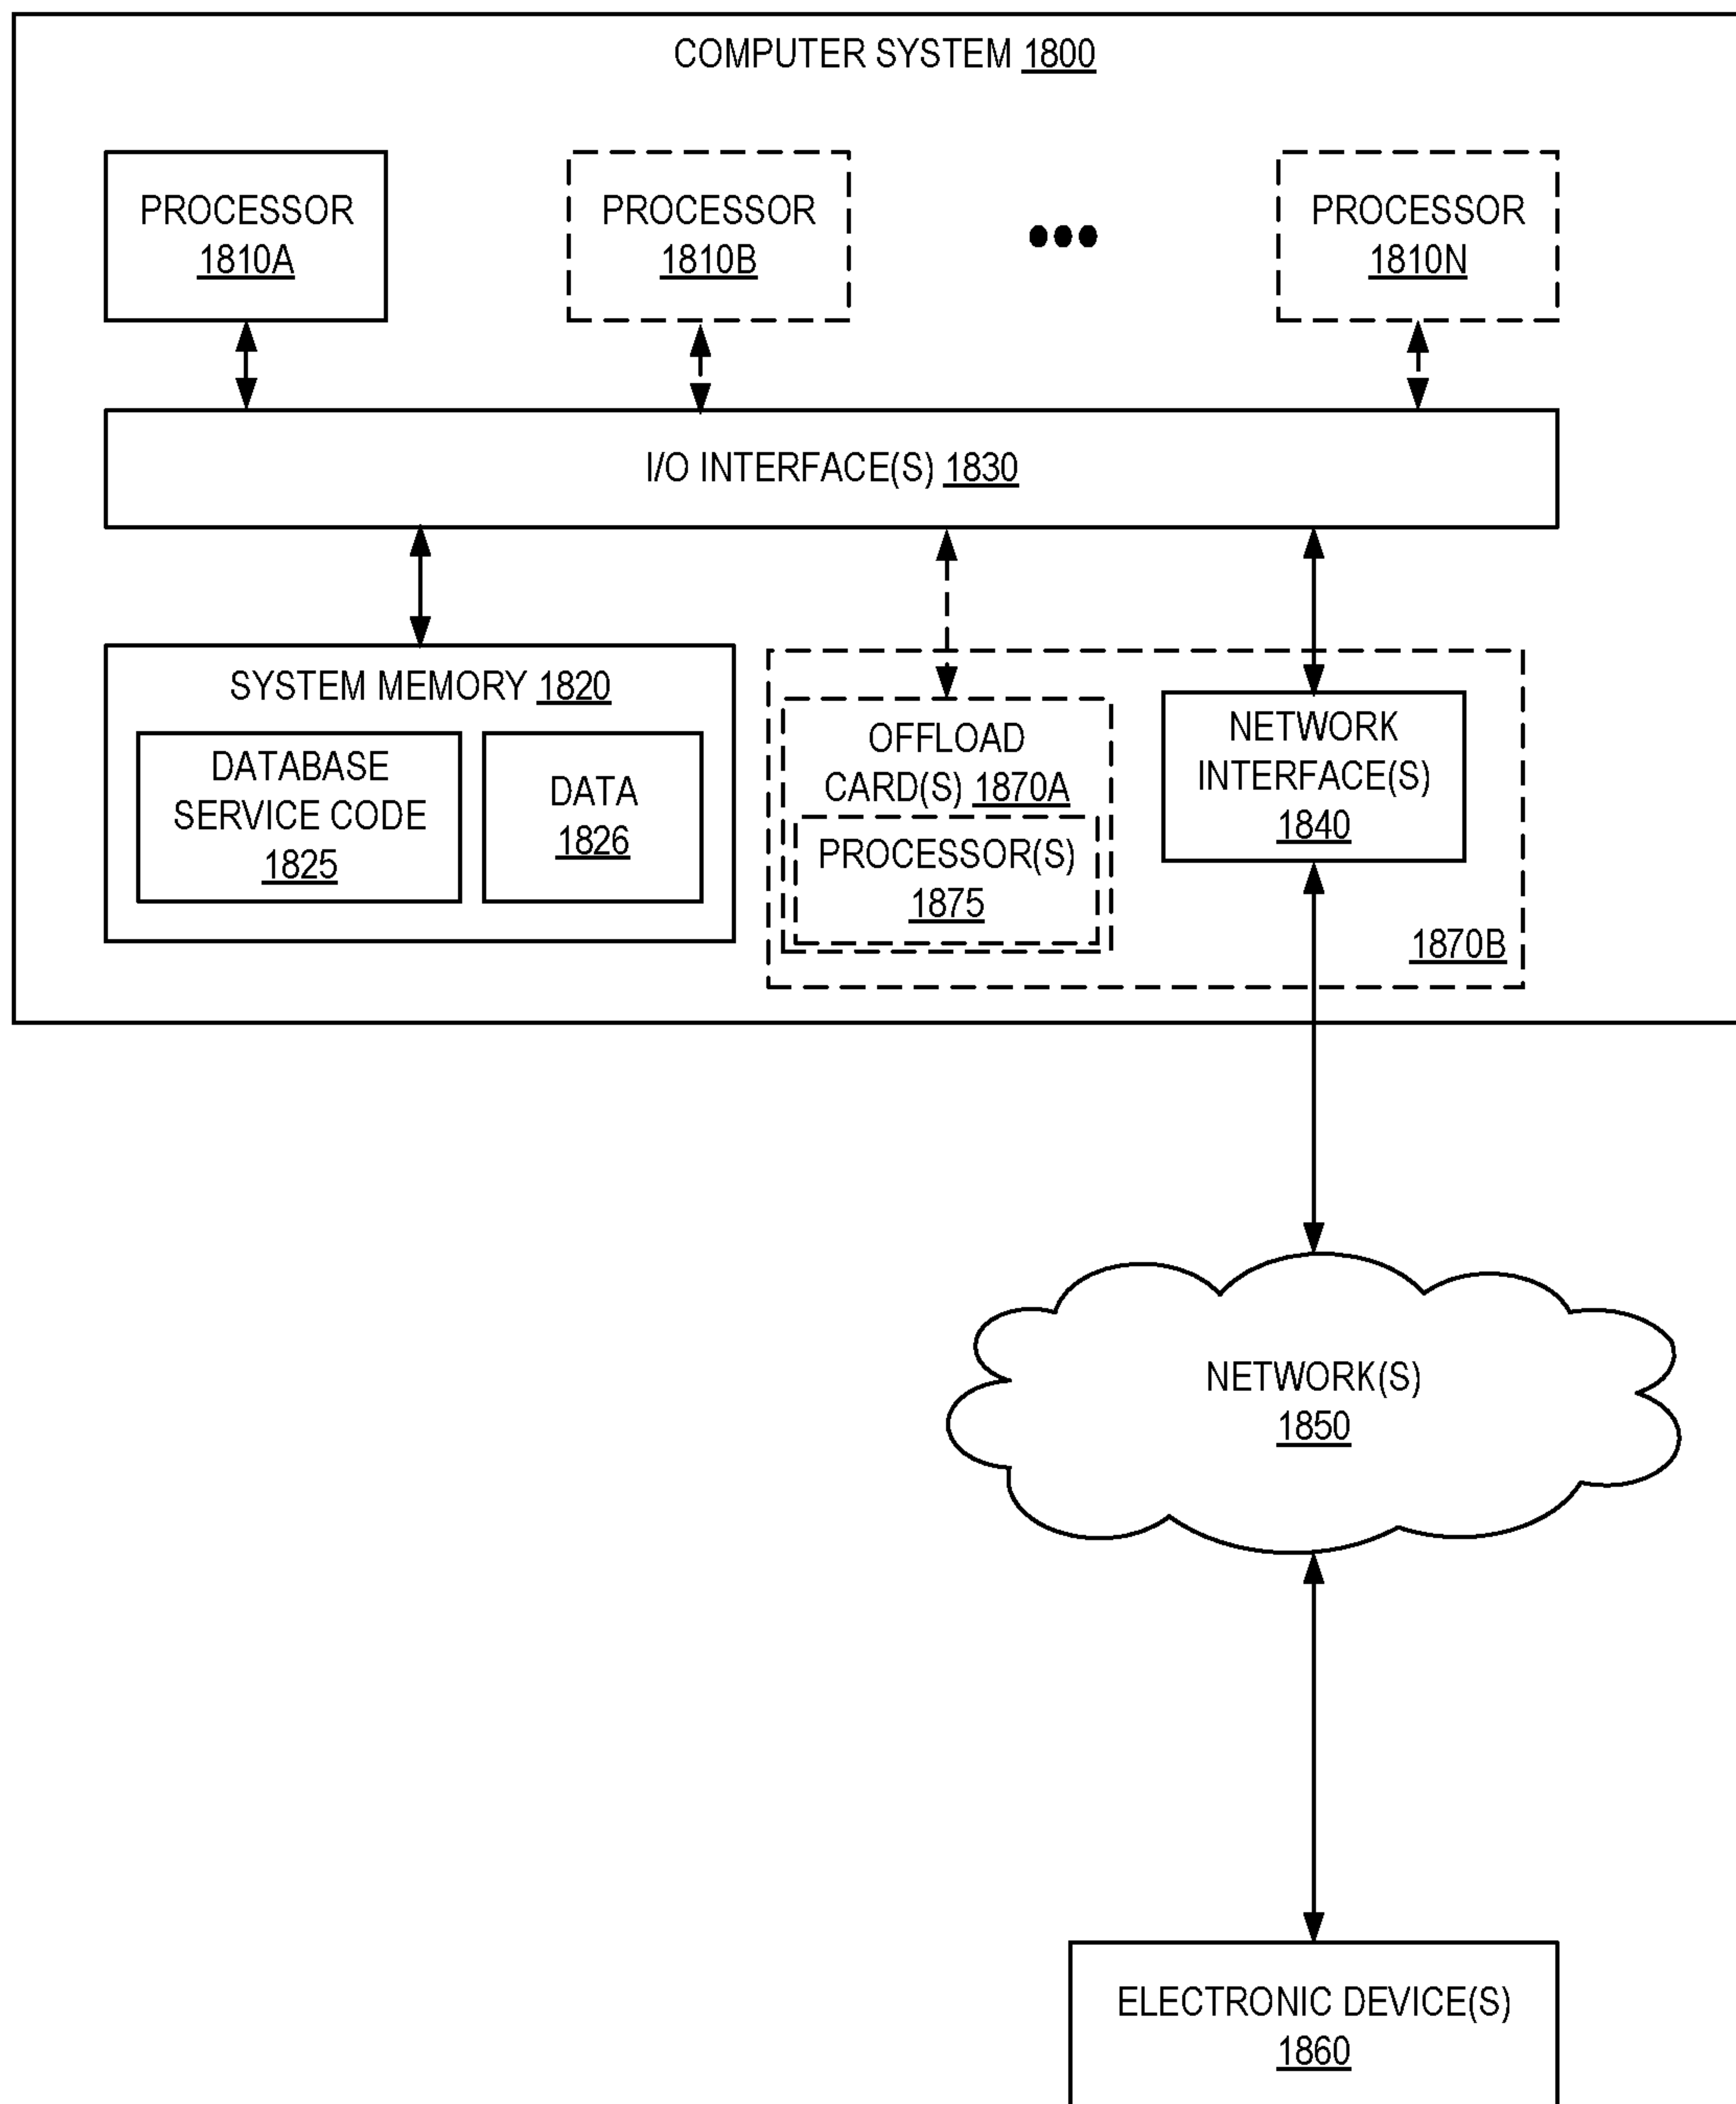 COMPUTER SYSTEM 1800
PROCESSOR
1810A
PROCESSOR
1810B
PROCESSOR
1810N
I/O INTERFACE(S) 1830
SYSTEM MEMORY 1820
DATABASE
SERVICE CODE
1825
DATA
1826
OFFLOAD
CARD(S) 1870A
PROCESSOR(S)
1875
NETWORK
INTERFACE(S)
1840
1870B
NETWORK(S)
1850
ELECTRONIC DEVICE(S)
1860